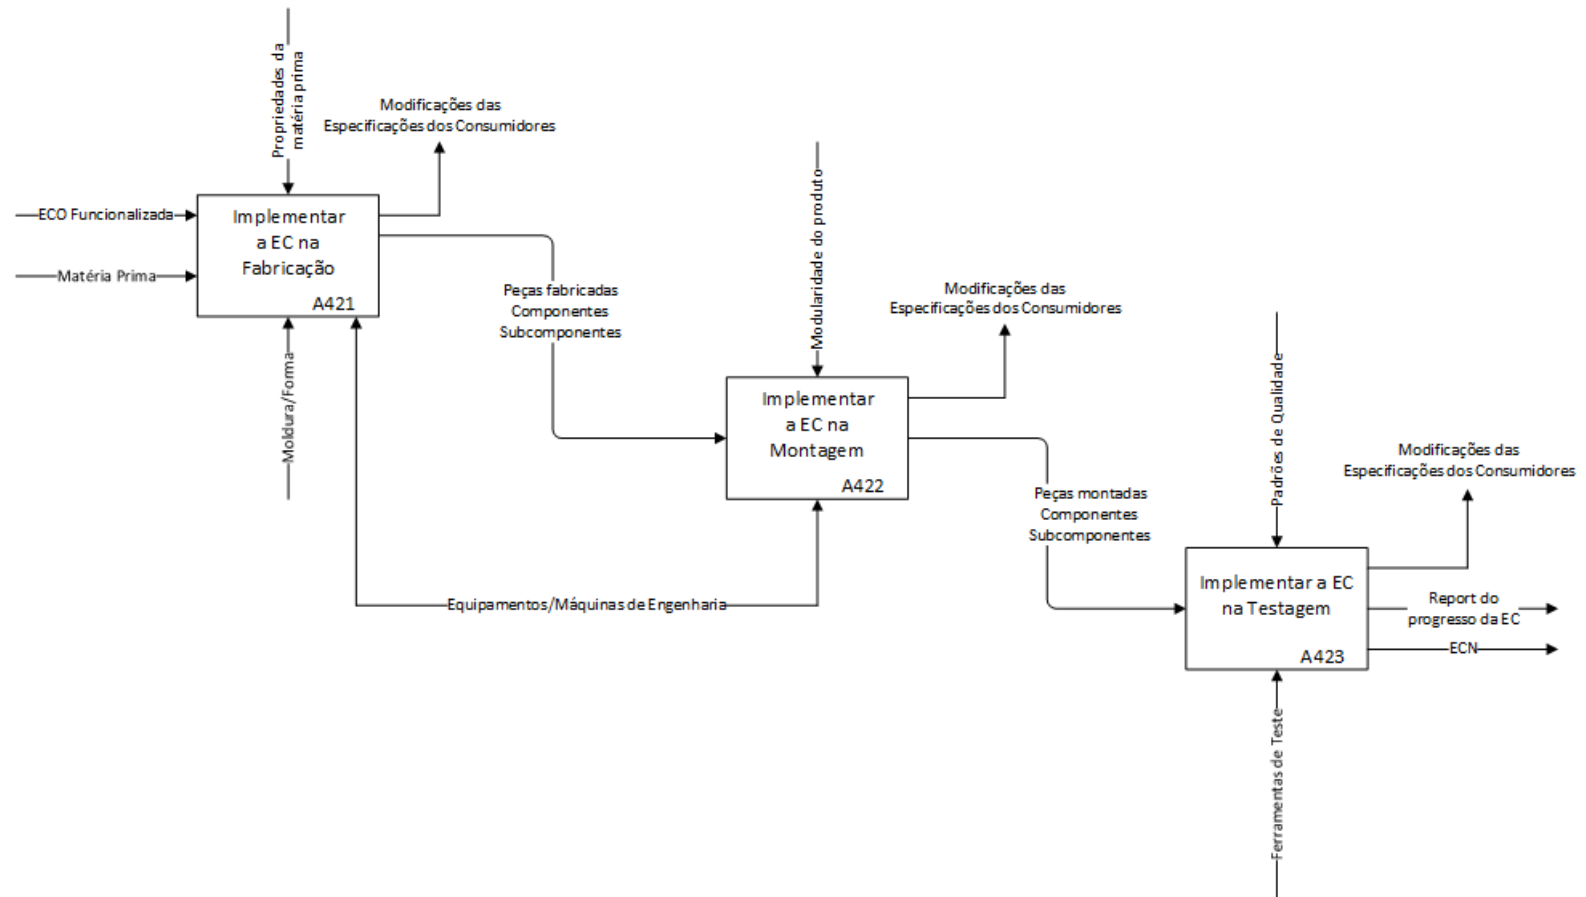 Propriedades da
matéria prima
Modificações das
Especificações dos Consumidores
ECO Funcionalizada
Matéria Prima
Implementar
a EC na
Fabricação
A421
Moldura/Forma
Peças fabricadas
Componentes
Subcomponentes
Modularidade do produto
Modificações das
Especificações dos Consumidores
Implementar
a EC na
Montagem
A422
Equipamentos/Máquinas de Engenharia
Peças montadas
Componentes
Subcomponentes
Padrões de Qualidade
Modificações das
Especificações dos Consumidores
Implementar a EC
na Testagem
A423
Report do
progresso da EC
ECN
Ferramentas de Teste